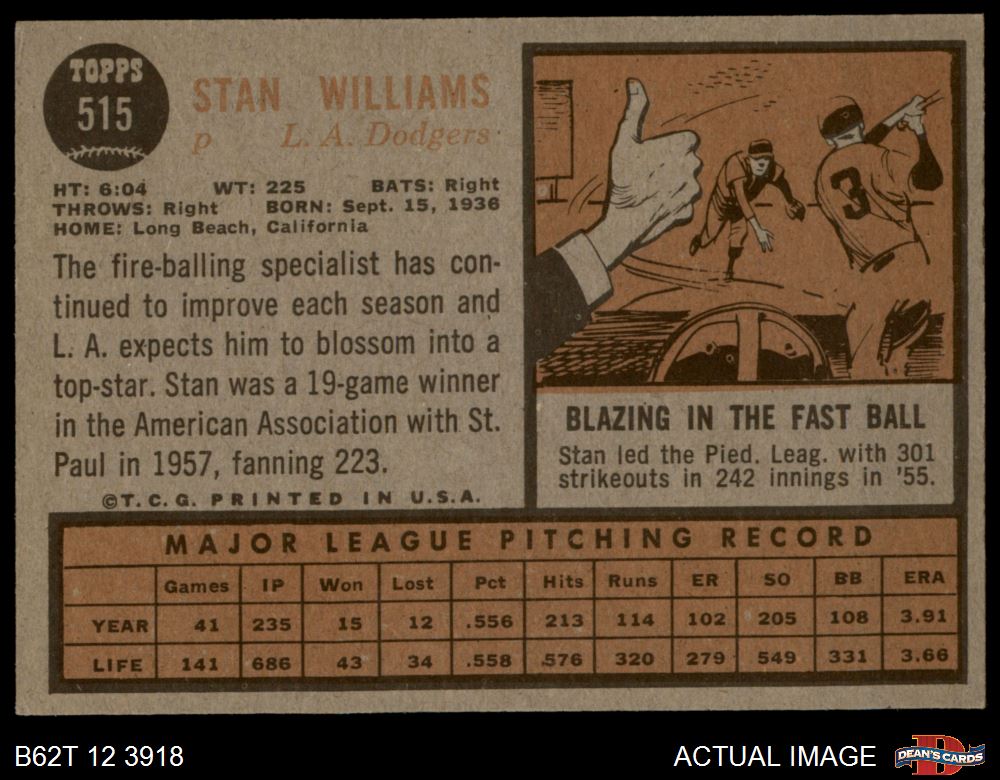 TOPPS
515
STAN WILLIAMS
p L. A. Dodgers
HT: 6:04 WT: 225 BATS: Right
THROWS: Right BORN: Sept. 15, 1936
HOME: Long Beach, California
The fire-balling specialist has con-
tinued to improve each season and
L. A. expects him to blossom into a
top-star. Stan was a 19-game winner
in the American Association with St.
Paul in 1957, fanning 223.
©T.C.G. PRINTED IN U.S.A.
3
BLAZING IN THE FAST BALL
Stan led the Pied. Leag. with 301
strikeouts in 242 innings in '55.
MAJOR LEAGUE PITCHING RECORD
Games IP Won Lost Pct Hits Runs ER SO BB ERA
YEAR 41 235 15 12 .556 213 114 102 205 108 3.91
LIFE 141 686 43 34 .558 .576 320 279 549 331 3.66
B62T 12 3918
ACTUAL IMAGE
D
DEAN'S CARDS